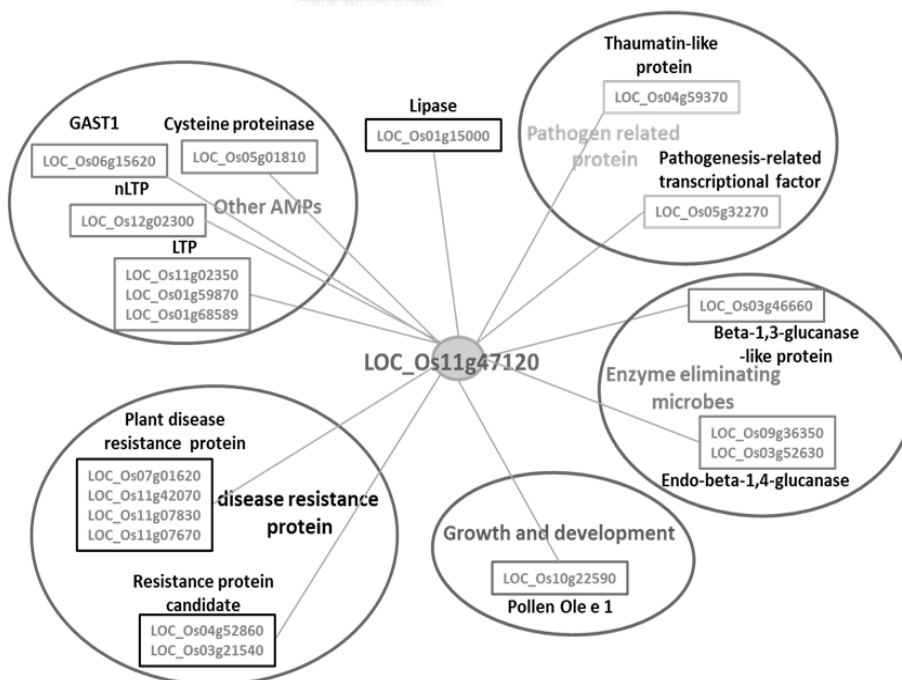 GAST1
LOC_Os06g15620
Cysteine proteinase
LOC_Os05g01810
nLTP
LOC_Os12g02300
Other AMPs
LTP
LOC_Os11g02350
LOC_Os01g59870
LOC_Os01g68589
Lipase
LOC_Os01g15000
Thaumatin-like
protein
LOC_Os04g59370
Pathogen related
protein
Pathogenesis-related
transcriptional factor
LOC_Os05g32270
LOC_Os11g47120
LOC_Os03g46660
Beta-1,3-glucanase
-like protein
Enzyme eliminating
microbes
LOC_Os09g36350
LOC_Os03g52630
Endo-beta-1,4-glucanase
Plant disease
resistance protein
LOC_Os07g01620
LOC_Os11g42070
LOC_Os11g07830
LOC_Os11g07670
disease resistance
protein
Resistance protein
candidate
LOC_Os04g52860
LOC_Os03g21540
Growth and development
LOC_Os10g22590
Pollen Ole e 1